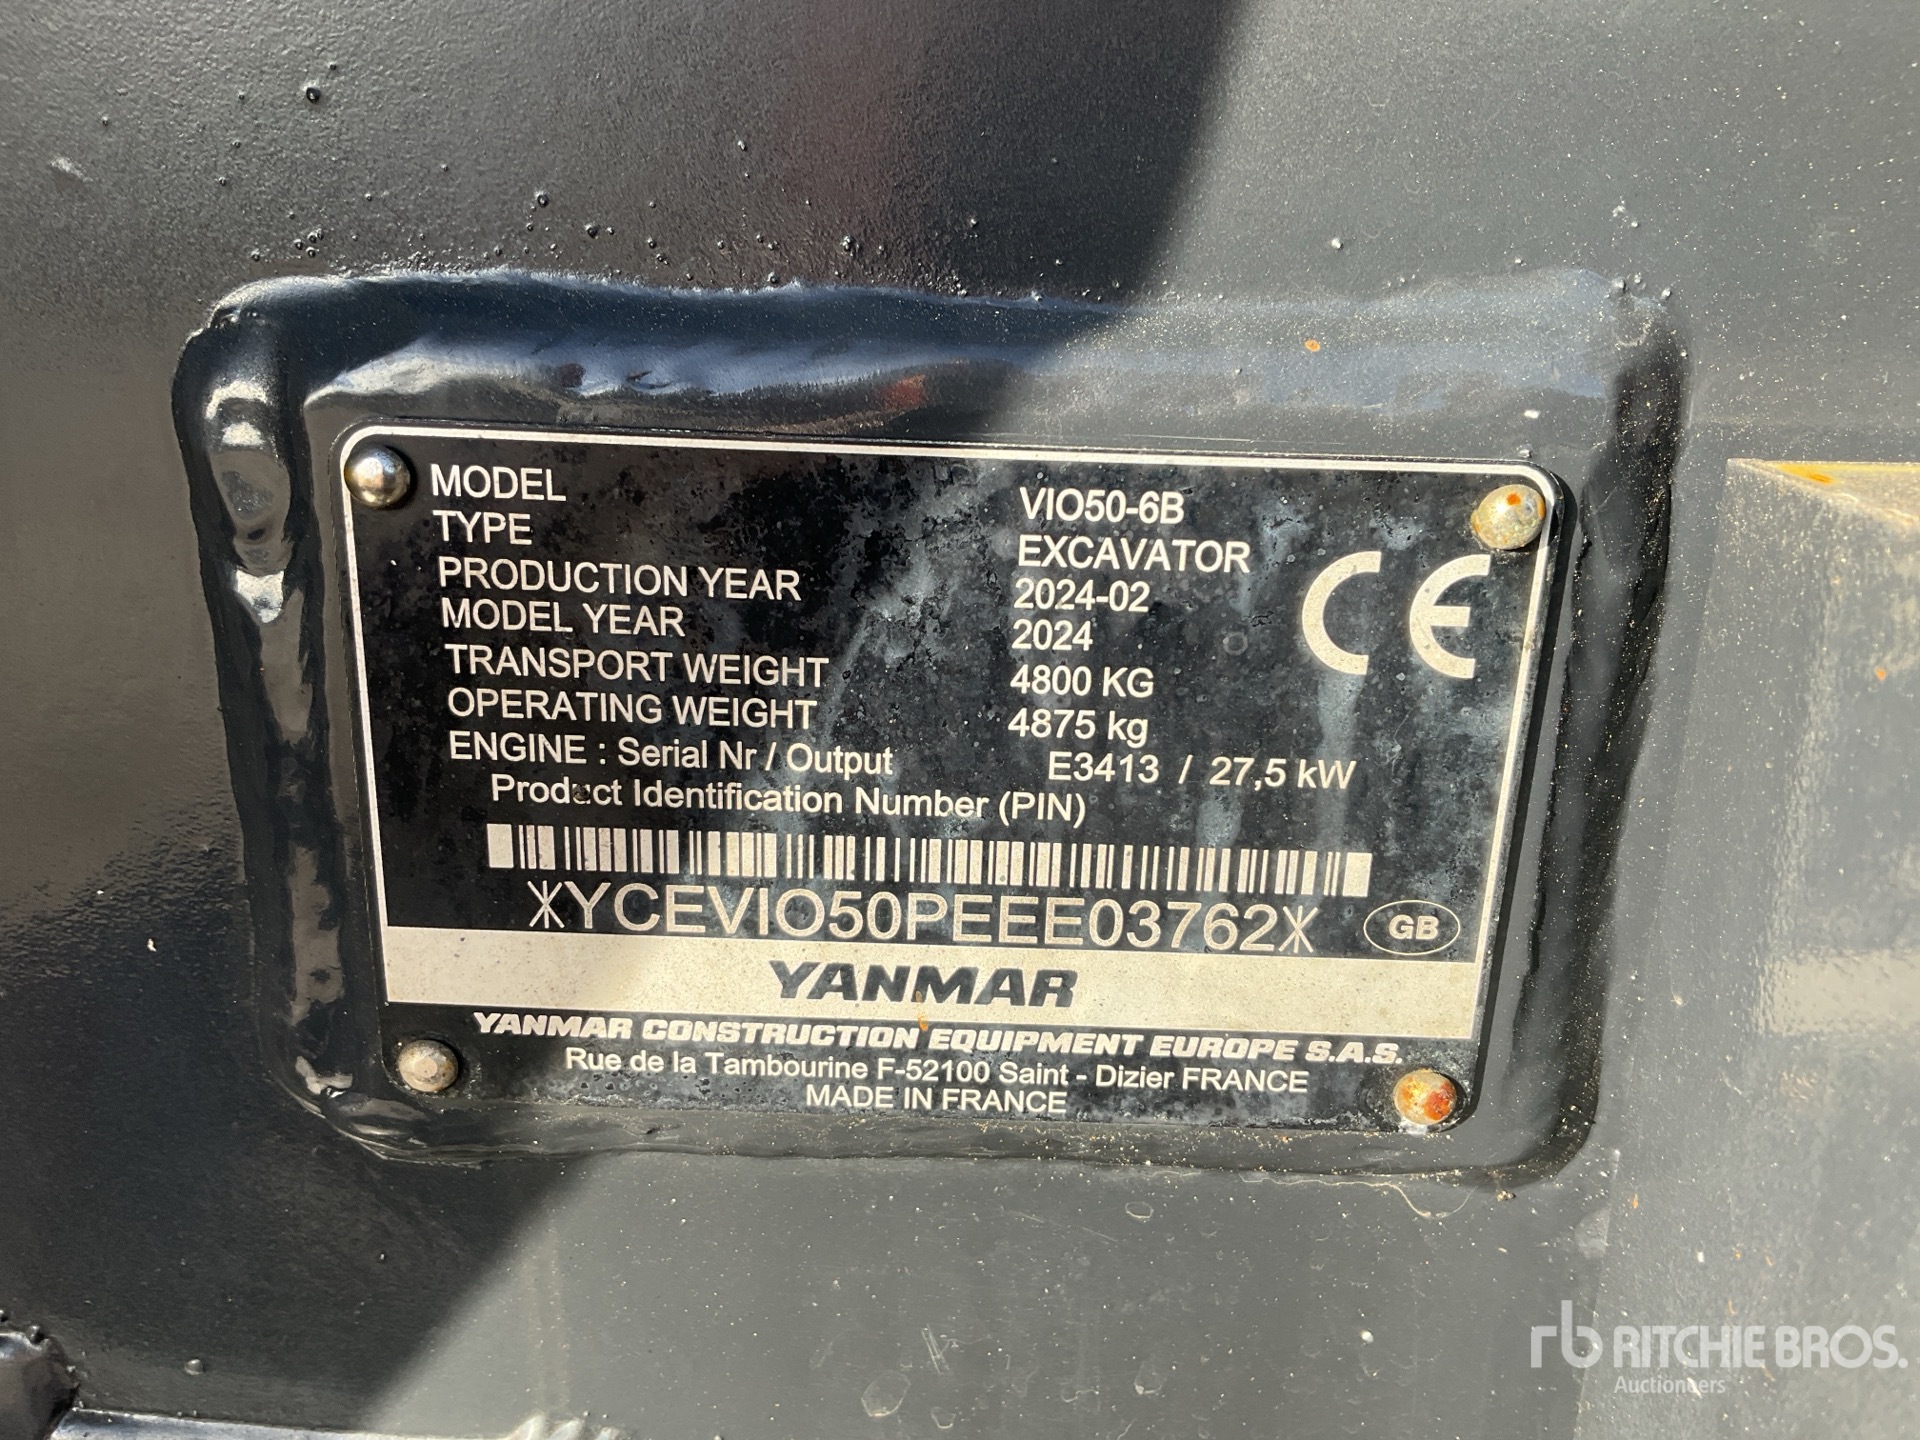 MODEL VIO50-6B
TYPE EXCAVATOR
PRODUCTION YEAR 2024-02
MODEL YEAR 2024
TRANSPORT WEIGHT 4800 KG
OPERATING WEIGHT 4875 kg
ENGINE : Serial Nr / Output E3413 / 27,5 kW
Product Identification Number (PIN)
CE
*YCEVIO50PEEE03762*
GB
YANMAR
YANMAR CONSTRUCTION EQUIPMENT EUROPE S.A.S.
Rue de la Tambourine F-52100 Saint - Dizier FRANCE
MADE IN FRANCE
rb RITCHIE BROS.
Auctioneers